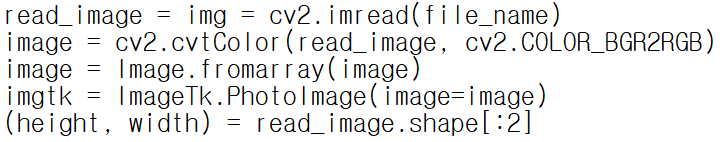 read_image = img = cv2.imread(file_name)
image = cv2.cvtColor(read_image, cv2.COLOR_BGR2RGB)
image = Image.fromarray(image)
imgtk = ImageTk.PhotoImage(image=image)
(height, width) = read_image.shape[:2]